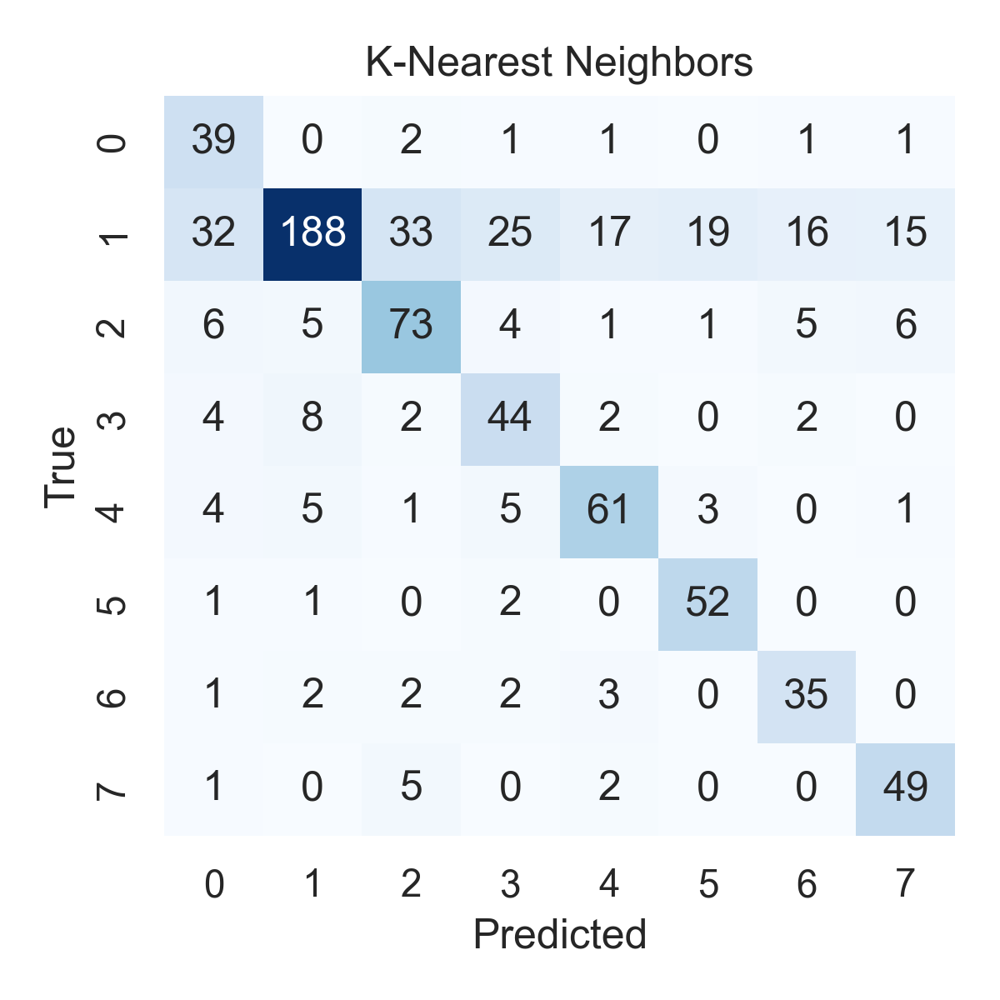 K-Nearest Neighbors
0 39 0 2 1 1 0 1 1
1 32 188 33 25 17 19 16 15
2 6 5 73 4 1 1 5 6
3 4 8 2 44 2 0 2 0
4 4 5 1 5 61 3 0 1
5 1 1 0 2 0 52 0 0
6 1 2 2 2 3 0 35 0
7 1 0 5 0 2 0 0 49
True
0 1 2 3 4 5 6 7
Predicted